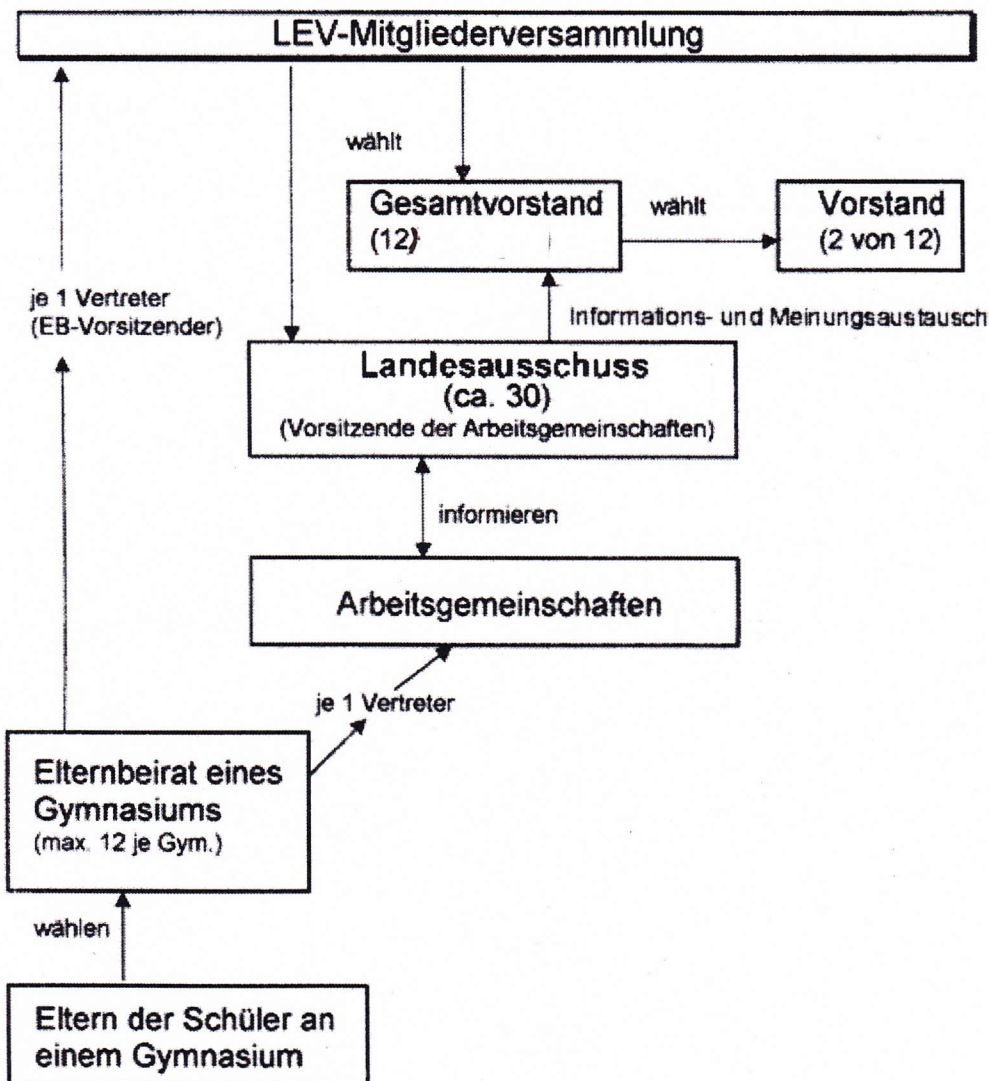 LEV-Mitgliederversammlung
wählt
Gesamtvorstand
(12)
wählt
Vorstand
(2 von 12)
je 1 Vertreter
(EB-Vorsitzender)
Informations- und Meinungsaustausch
Landesausschuss
(ca. 30)
(Vorsitzende der Arbeitsgemeinschaften)
informieren
Arbeitsgemeinschaften
je 1 Vertreter
Elternbeirat eines
Gymnasiums
(max. 12 je Gym.)
wählen
Eltern der Schüler an
einem Gymnasium